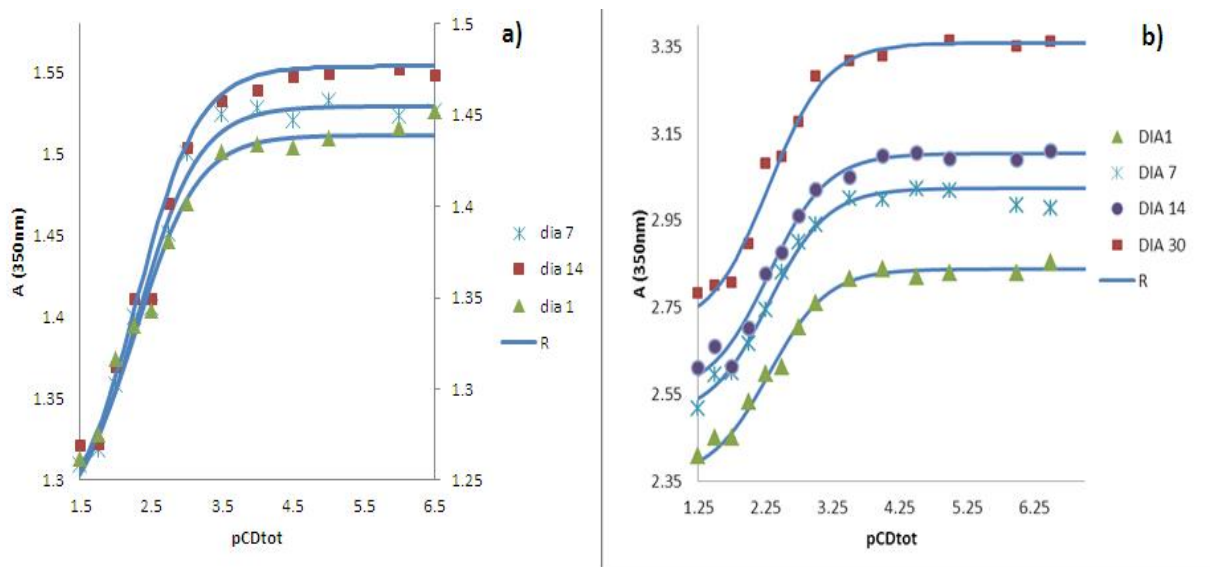 a)
1.55
1.5
1.45
1.4
1.35
1.3
A (350nm)
1.5
1.45
1.4
1.35
1.3
1.25
1.5 2.5 3.5 4.5 5.5 6.5
pCDtot
dia 7
dia 14
dia 1
R
b)
3.35
3.15
2.95
2.75
2.55
2.35
A (350nm)
1.25 2.25 3.25 4.25 5.25 6.25
pCDtot
DIA1
DIA 7
DIA 14
DIA 30
R